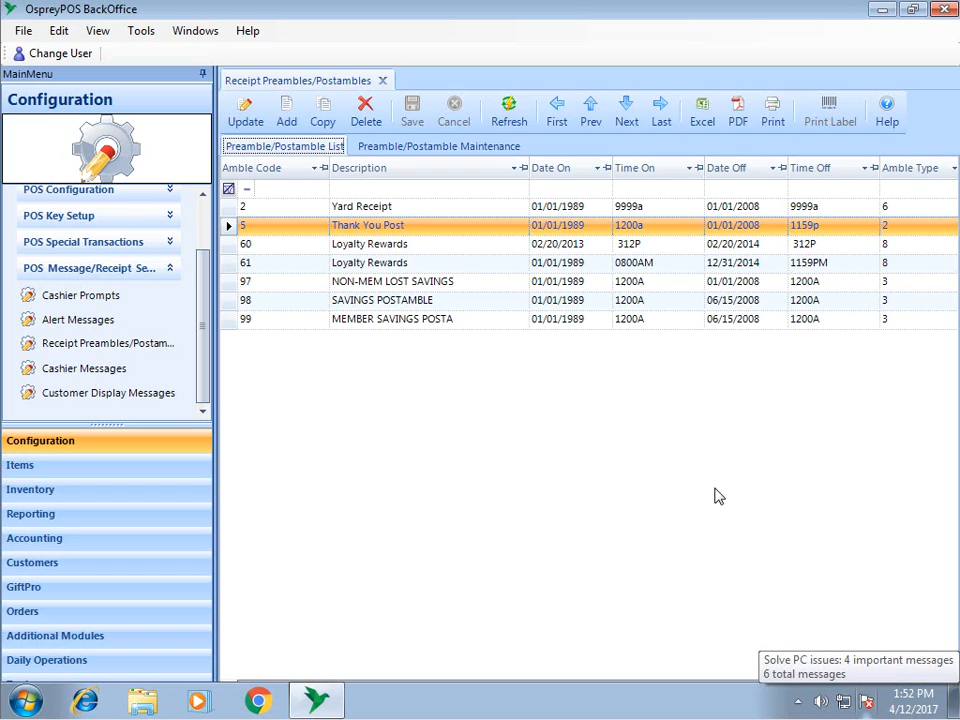 OspreyPOS BackOffice
File Edit View Tools Windows Help
Change User
MainMenu
Receipt Preambles/Postambles
Configuration
Update Add Copy Delete Save Cancel Refresh First Prev Next Last Excel PDF Print Print Label Help
Preamble/Postamble List Preamble/Postamble Maintenance
Amble Code Description Date On Time On Date Off Time Off Amble Type
2 Yard Receipt 01/01/1989 9999a 01/01/2008 9999a 6
5 Thank You Post 01/01/1989 1200a 01/01/2008 1159p 2
60 Loyalty Rewards 02/20/2013 312P 02/20/2014 312P 8
61 Loyalty Rewards 01/01/1989 0800AM 12/31/2014 1159PM 8
97 NON-MEM LOST SAVINGS 01/01/1989 1200A 01/01/2008 1200A 3
98 SAVINGS POSTAMBLE 01/01/1989 1200A 06/15/2008 1200A 3
99 MEMBER SAVINGS POSTA 01/01/1989 1200A 06/15/2008 1200A 3
POS Configuration
POS Key Setup
POS Special Transactions
POS Message/Receipt Se...
Cashier Prompts
Alert Messages
Receipt Preambles/Postam...
Cashier Messages
Customer Display Messages
Configuration
Items
Inventory
Reporting
Accounting
Customers
GiftPro
Orders
Additional Modules
Daily Operations
Solve PC issues: 4 important messages
6 total messages
1:52 PM
4/12/2017